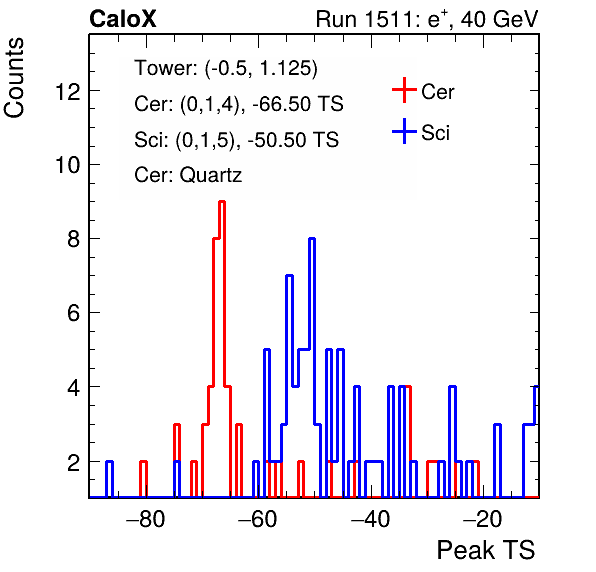 CaloX Run 1511: e⁺, 40 GeV
Counts
Tower: (-0.5, 1.125)
Cer: (0,1,4), -66.50 TS
Sci: (0,1,5), -50.50 TS
Cer: Quartz
Cer
Sci
12
10
8
6
4
2
−80 −60 −40 −20
Peak TS